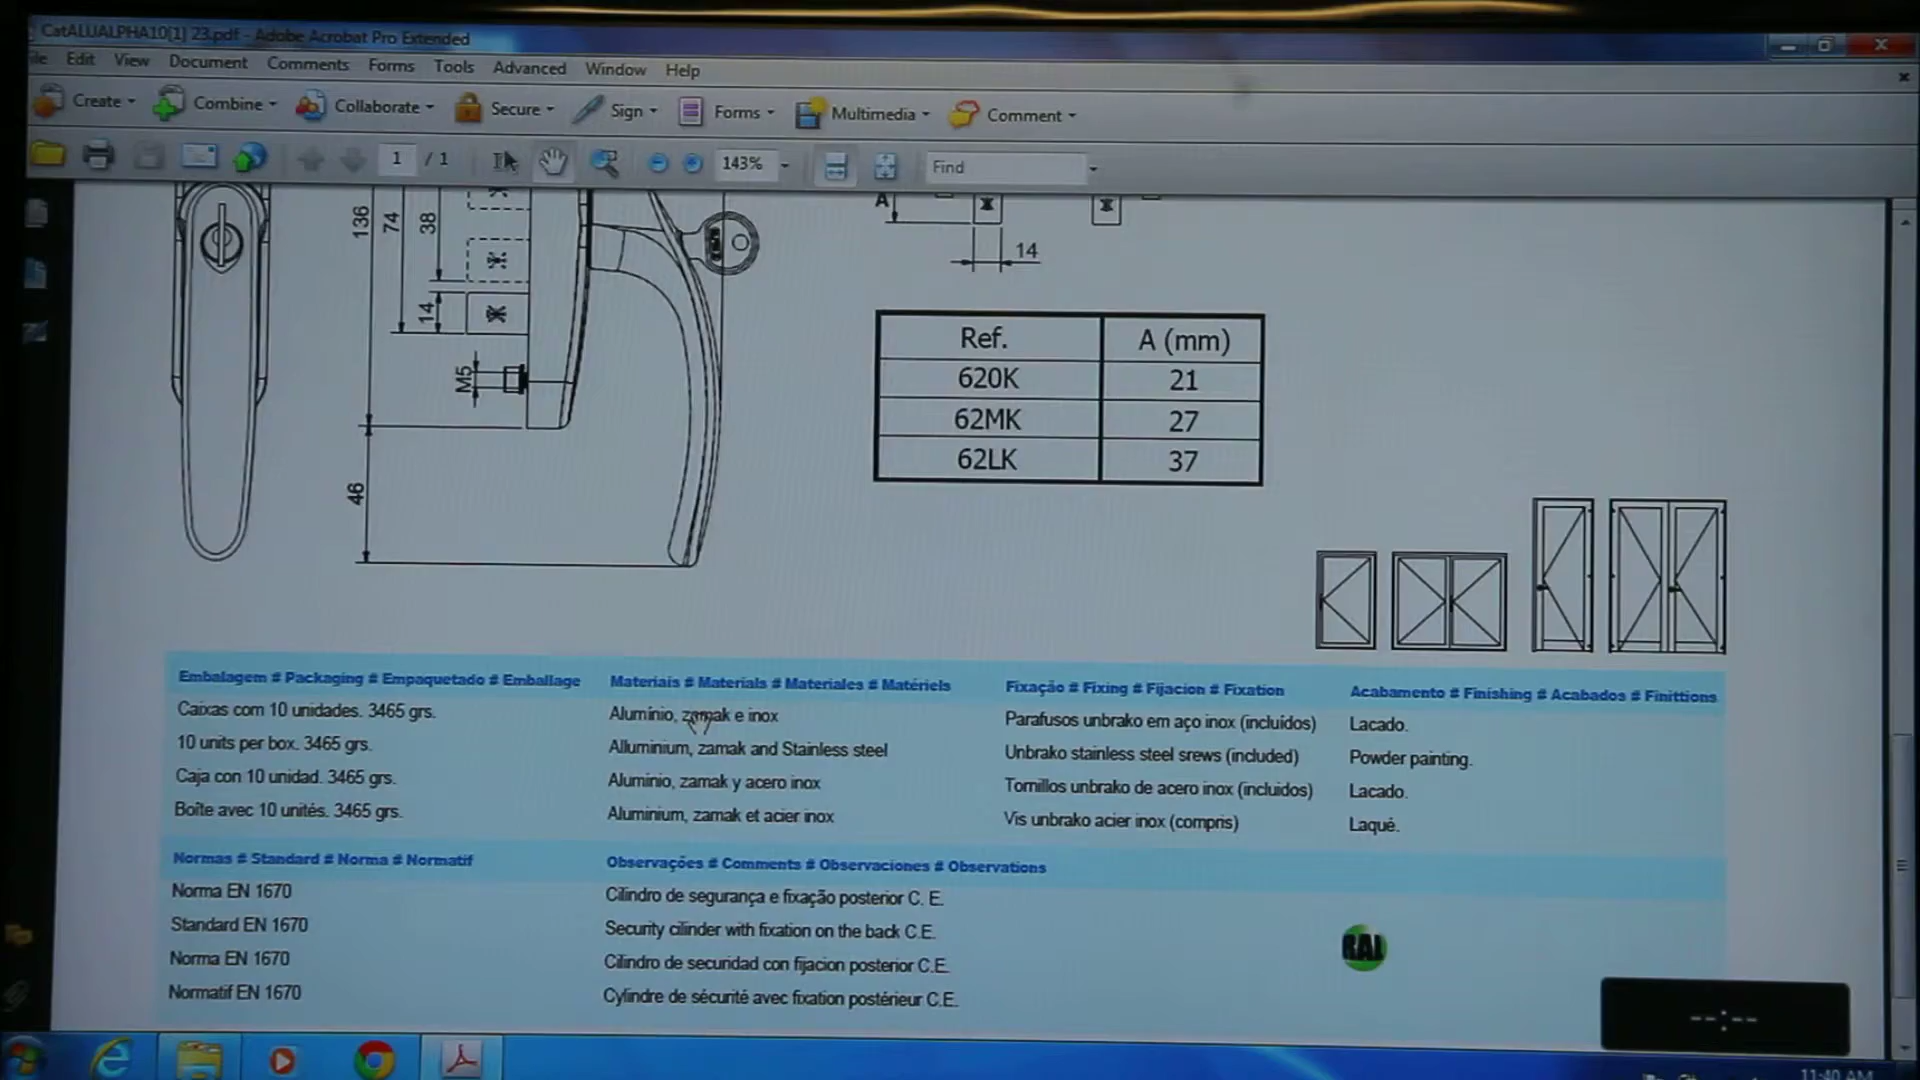 CatALUALPHA10[1] 23.pdf - Adobe Acrobat Pro Extended
Edit View Document Comments Forms Tools Advanced Window Help
Create Combine Collaborate Secure Sign Forms Multimedia Comment
1 / 1 143% Find
136
74
38
14
M5
46
A
14
Ref. A (mm)
620K 21
62MK 27
62LK 37
Embalagem # Packaging # Empaquetado # Emballage
Caixas com 10 unidades. 3465 grs.
10 units per box. 3465 grs.
Caja con 10 unidad. 3465 grs.
Boîte avec 10 unités. 3465 grs.
Materiais # Materials # Materiales # Matériels
Alumínio, zamak e inox
Alluminium, zamak and Stainless steel
Aluminio, zamak y acero inox
Aluminium, zamak et acier inox
Fixação # Fixing # Fijacion # Fixation
Parafusos unbrako em aço inox (incluídos)
Unbrako stainless steel srews (included)
Tornillos unbrako de acero inox (incluidos)
Vis unbrako acier inox (compris)
Acabamento # Finishing # Acabados # Finittions
Lacado.
Powder painting.
Lacado.
Laqué.
Normas # Standard # Norma # Normatif
Norma EN 1670
Standard EN 1670
Norma EN 1670
Normatif EN 1670
Observações # Comments # Observaciones # Observations
Cilindro de segurança e fixação posterior C. E.
Security cilinder with fixation on the back C.E.
Cilindro de securidad con fijacion posterior C.E.
Cylindre de sécurité avec fixation postérieur C.E.
RAL
--:--
11:40 AM